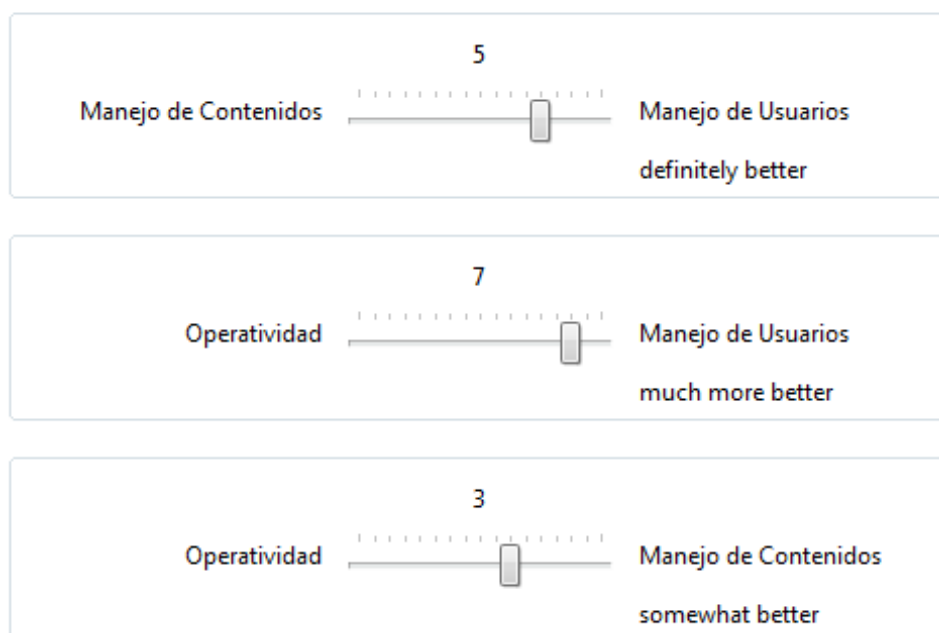 5
Manejo de Contenidos
Manejo de Usuarios
definitely better
7
Operatividad
Manejo de Usuarios
much more better
3
Operatividad
Manejo de Contenidos
somewhat better